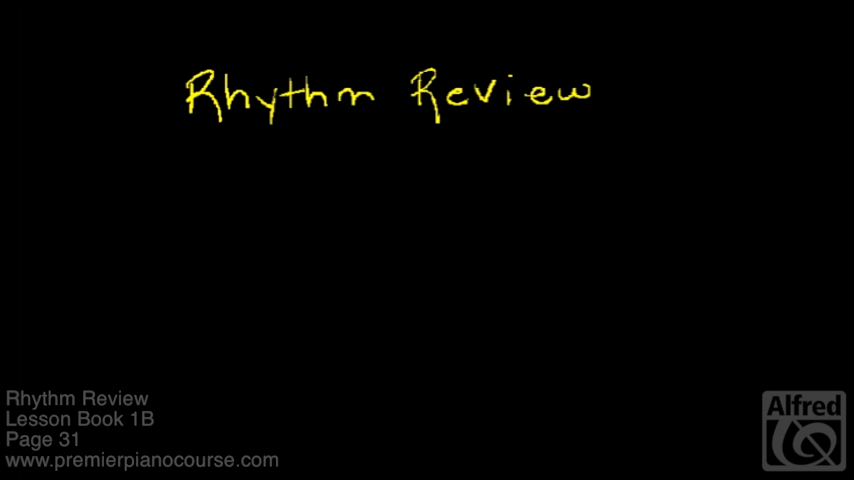 Rhythm Review
Rhythm Review
Lesson Book 1B
Page 31
www.premierpianocourse.com
Alfred